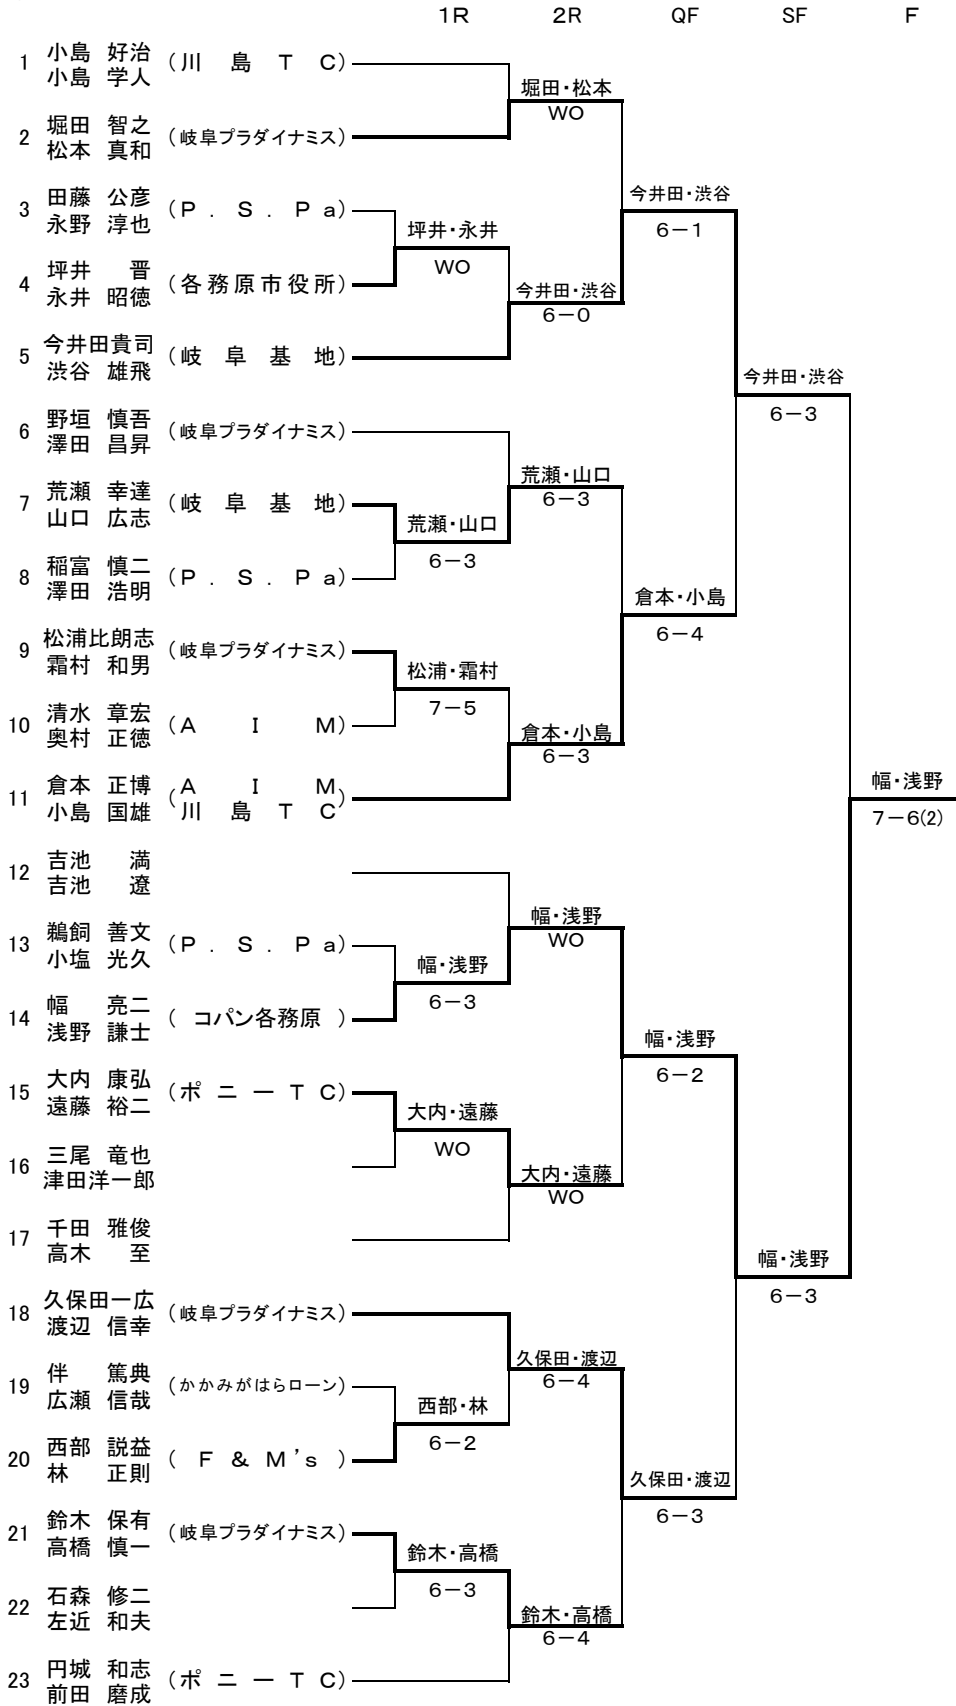 1R 2R QF SF F
1 小島 好治 (川 島 T C)
小島 学人
堀田・松本
WO
2 堀田 智之 (岐阜プラダイナミス)
松本 真和
3 田藤 公彦 (P . S . P a)
永野 淳也
今井田・渋谷
6-1
坪井・永井
WO
4 坪井 晋 (各務原市役所)
永井 昭徳
今井田・渋谷
6-0
5 今井田貴司 (岐 阜 基 地)
渋谷 雄飛
今井田・渋谷
6-3
6 野垣 慎吾 (岐阜プラダイナミス)
澤田 昌昇
荒瀬・山口
6-3
7 荒瀬 幸達 (岐 阜 基 地)
山口 広志
荒瀬・山口
6-3
8 稲富 慎二 (P . S . P a)
澤田 浩明
倉本・小島
6-4
9 松浦比朗志 (岐阜プラダイナミス)
霜村 和男
松浦・霜村
7-5
10 清水 章宏 (A I M)
奥村 正徳
倉本・小島
6-3
11 倉本 正博 (A I M
小島 国雄 川 島 T C)
幅・浅野
7-6(2)
12 吉池 満
吉池 遼
幅・浅野
WO
13 鵜飼 善文 (P . S . P a)
小塩 光久
幅・浅野
6-3
14 幅 亮二 ( コパン各務原 )
浅野 謙士
幅・浅野
6-2
15 大内 康弘 (ポ ニ ー T C)
遠藤 裕二
大内・遠藤
WO
16 三尾 竜也
津田洋一郎
大内・遠藤
WO
17 千田 雅俊
高木 至
幅・浅野
6-3
18 久保田一広 (岐阜プラダイナミス)
渡辺 信幸
久保田・渡辺
6-4
19 伴 篤典 (かかみがはらローン)
広瀬 信哉
西部・林
6-2
20 西部 説益 ( F & M's )
林 正則
久保田・渡辺
6-3
21 鈴木 保有 (岐阜プラダイナミス)
高橋 慎一
鈴木・高橋
6-3
22 石森 修二
左近 和夫
鈴木・高橋
6-4
23 円城 和志 (ポ ニ ー T C)
前田 磨成